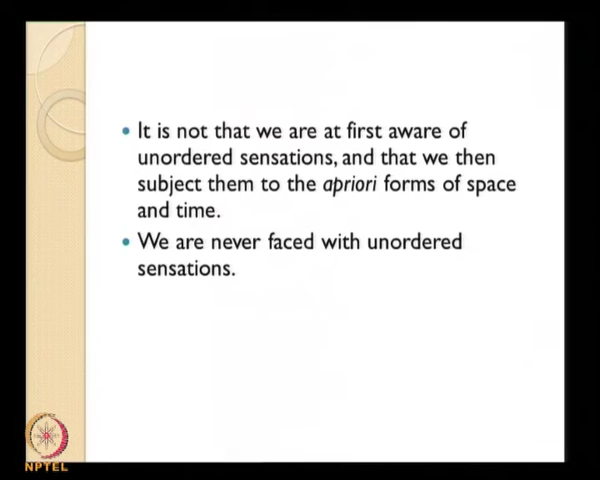 It is not that we are at first aware of
unordered sensations, and that we then
subject them to the apriori forms of space
and time.
We are never faced with unordered
sensations.
NPTEL